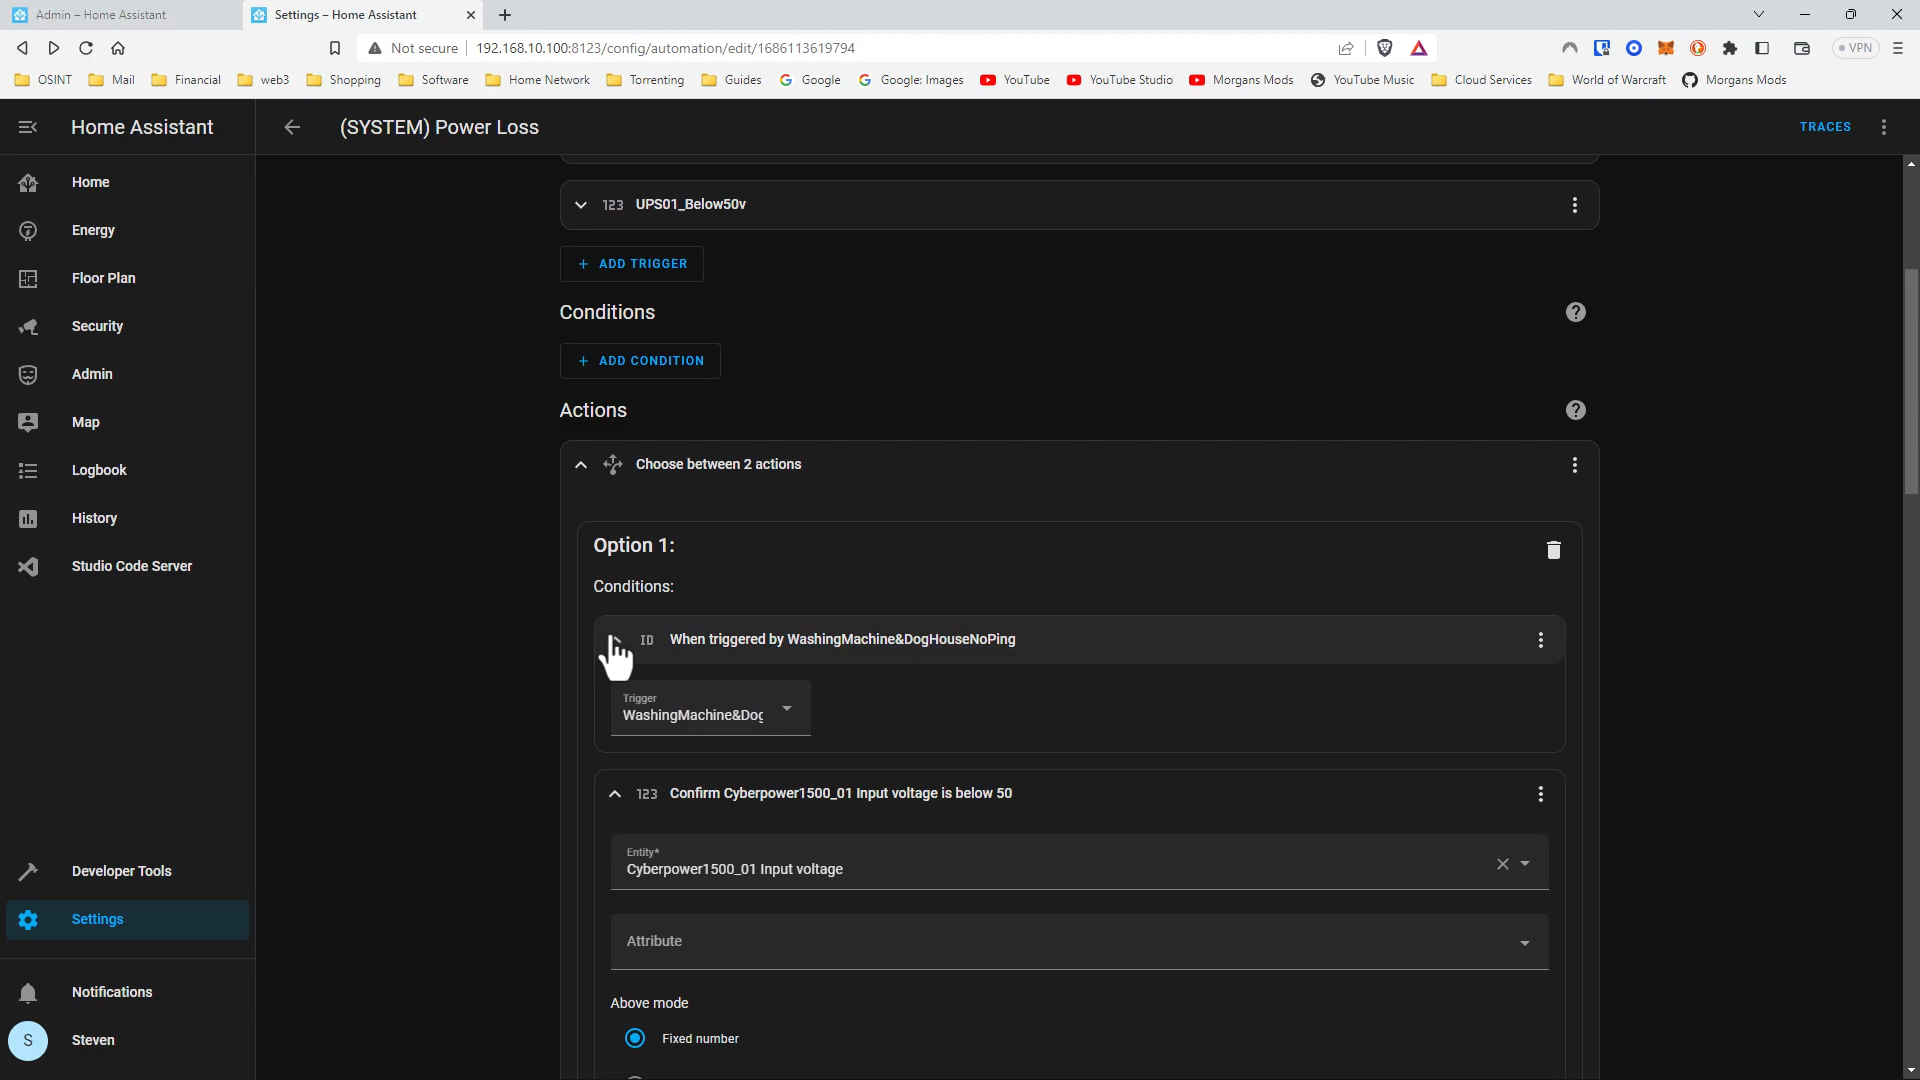 Admin – Home Assistant
Settings – Home Assistant
Not secure
192.168.10.100:8123/config/automation/edit/1686113619794
VPN
OSINT
Mail
Financial
web3
Shopping
Software
Home Network
Torrenting
Guides
Google
Google: Images
YouTube
YouTube Studio
Morgans Mods
YouTube Music
Cloud Services
World of Warcraft
Morgans Mods
Home Assistant
(SYSTEM) Power Loss
TRACES
Home
Energy
Floor Plan
Security
Admin
Map
Logbook
History
Studio Code Server
Developer Tools
Settings
Notifications
S
Steven
123 UPS01_Below50v
+ ADD TRIGGER
Conditions
+ ADD CONDITION
Actions
Choose between 2 actions
Option 1:
Conditions:
ID When triggered by WashingMachine&DogHouseNoPing
Trigger
WashingMachine&Dog
123 Confirm Cyberpower1500_01 Input voltage is below 50
Entity*
Cyberpower1500_01 Input voltage
Attribute
Above mode
Fixed number